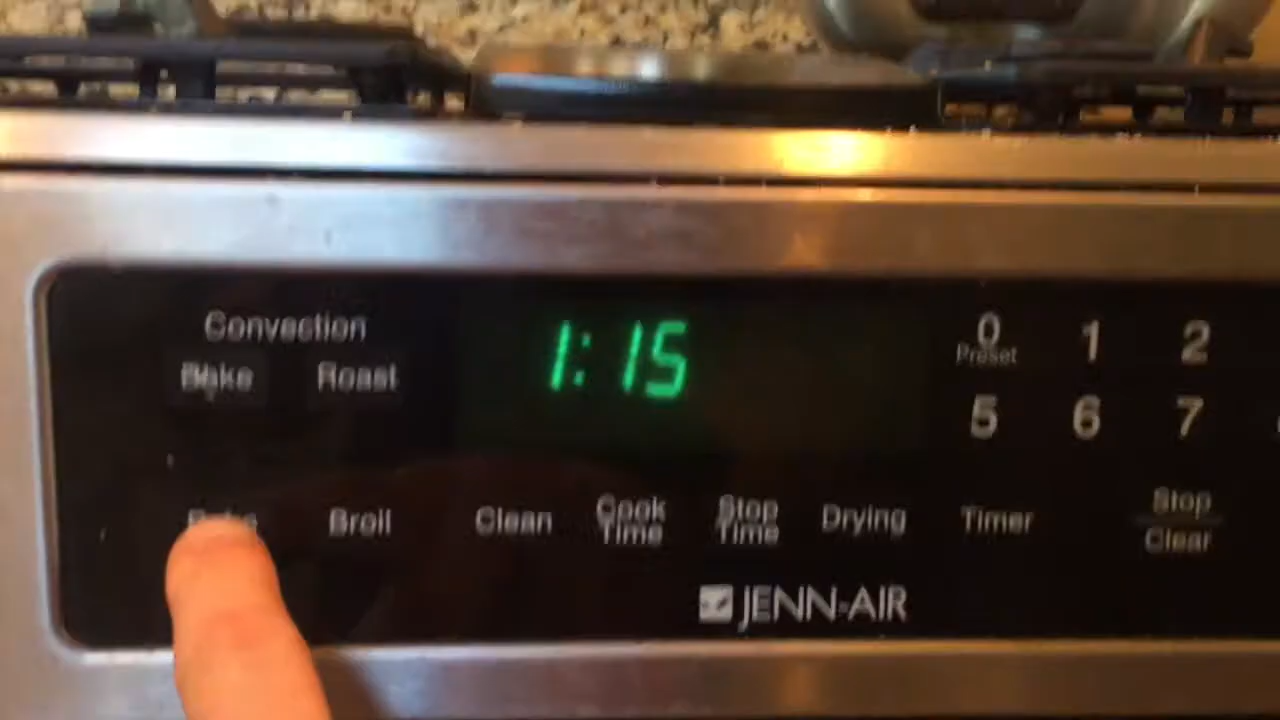 Convection
Bake Roast
1:15
0 1 2
Preset
5 6 7
Broil Clean Cook Time Stop Time Drying Timer Stop Clear
JENN-AIR